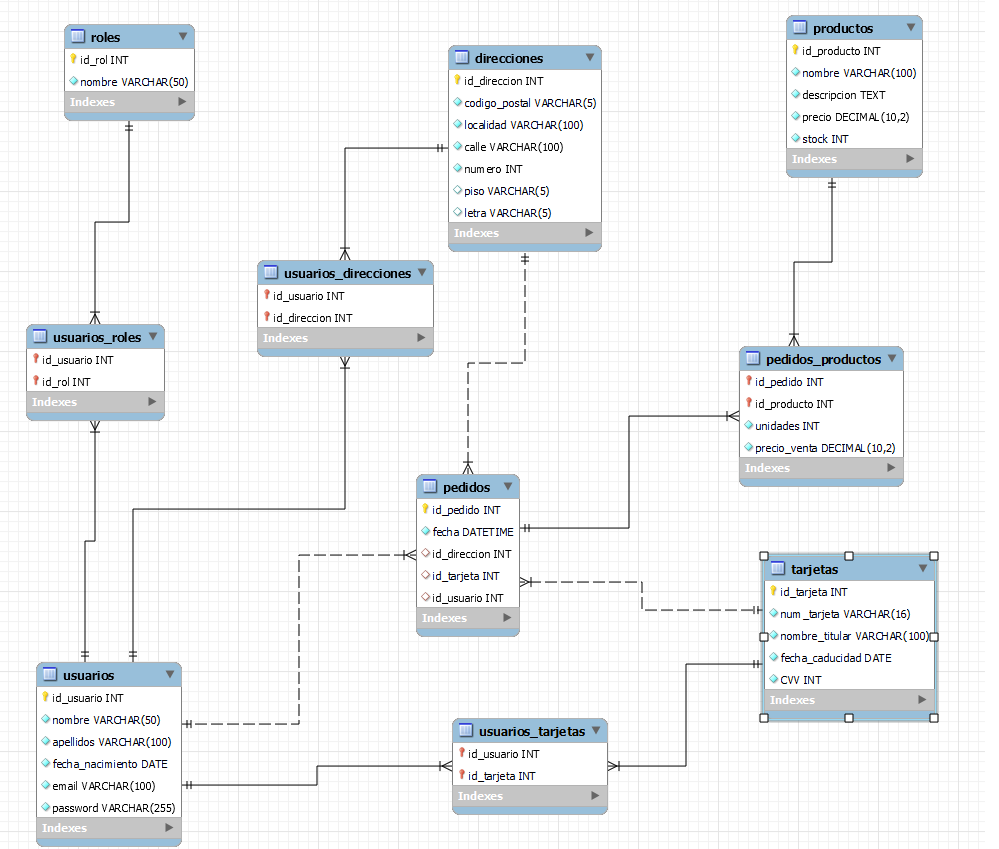 roles
id_rol INT
nombre VARCHAR(50)
Indexes
direcciones
id_direccion INT
codigo_postal VARCHAR(5)
localidad VARCHAR(100)
calle VARCHAR(100)
numero INT
piso VARCHAR(5)
letra VARCHAR(5)
Indexes
productos
id_producto INT
nombre VARCHAR(100)
descripcion TEXT
precio DECIMAL(10,2)
stock INT
Indexes
usuarios_direcciones
id_usuario INT
id_direccion INT
Indexes
usuarios_roles
id_usuario INT
id_rol INT
Indexes
pedidos_productos
id_pedido INT
id_producto INT
unidades INT
precio_venta DECIMAL(10,2)
Indexes
pedidos
id_pedido INT
fecha DATETIME
id_direccion INT
id_tarjeta INT
id_usuario INT
Indexes
tarjetas
id_tarjeta INT
num_tarjeta VARCHAR(16)
nombre_titular VARCHAR(100)
fecha_caducidad DATE
CVV INT
Indexes
usuarios
id_usuario INT
nombre VARCHAR(50)
apellidos VARCHAR(100)
fecha_nacimiento DATE
email VARCHAR(100)
password VARCHAR(255)
Indexes
usuarios_tarjetas
id_usuario INT
id_tarjeta INT
Indexes